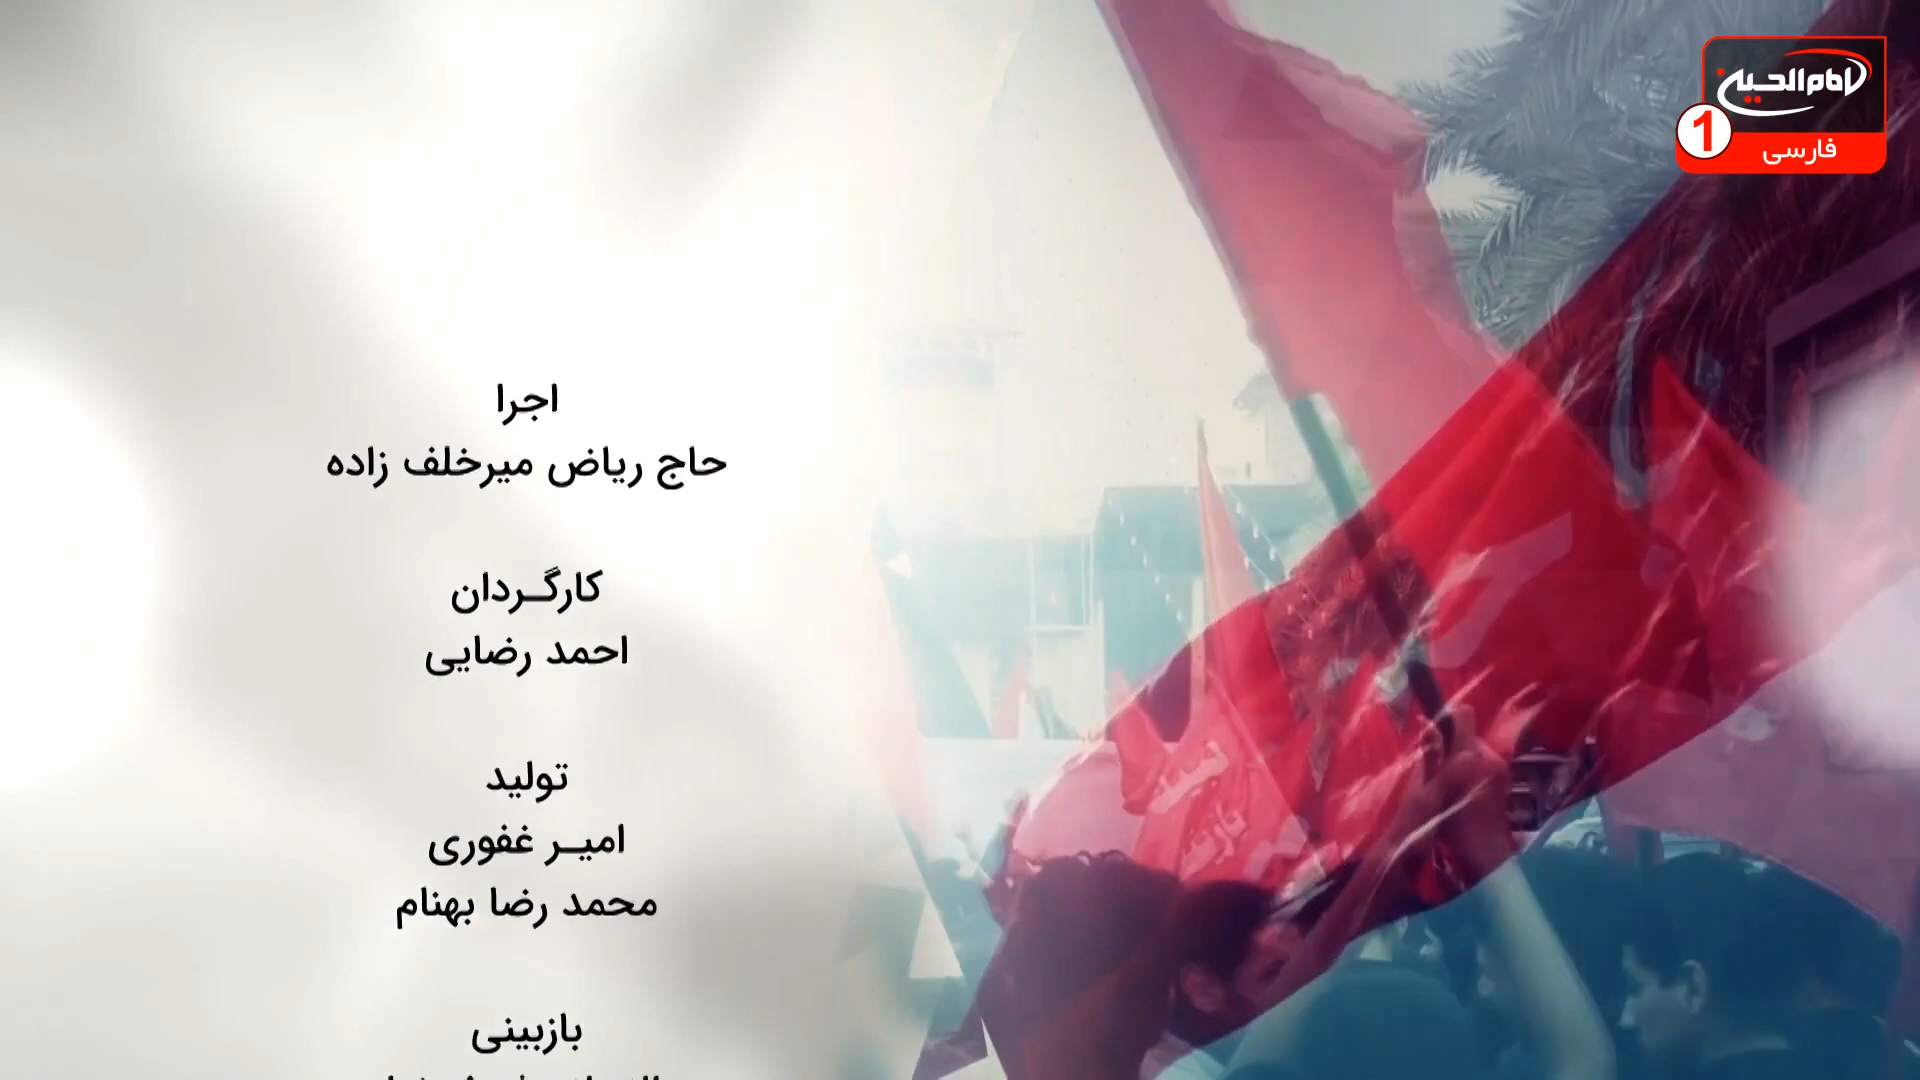 امام الحسین
1
فارسی
اجرا
حاج ریاض میرخلف زاده
کارگـردان
احمد رضایی
تولید
امیـر غفوری
محمد رضا بهنام
بازبینی